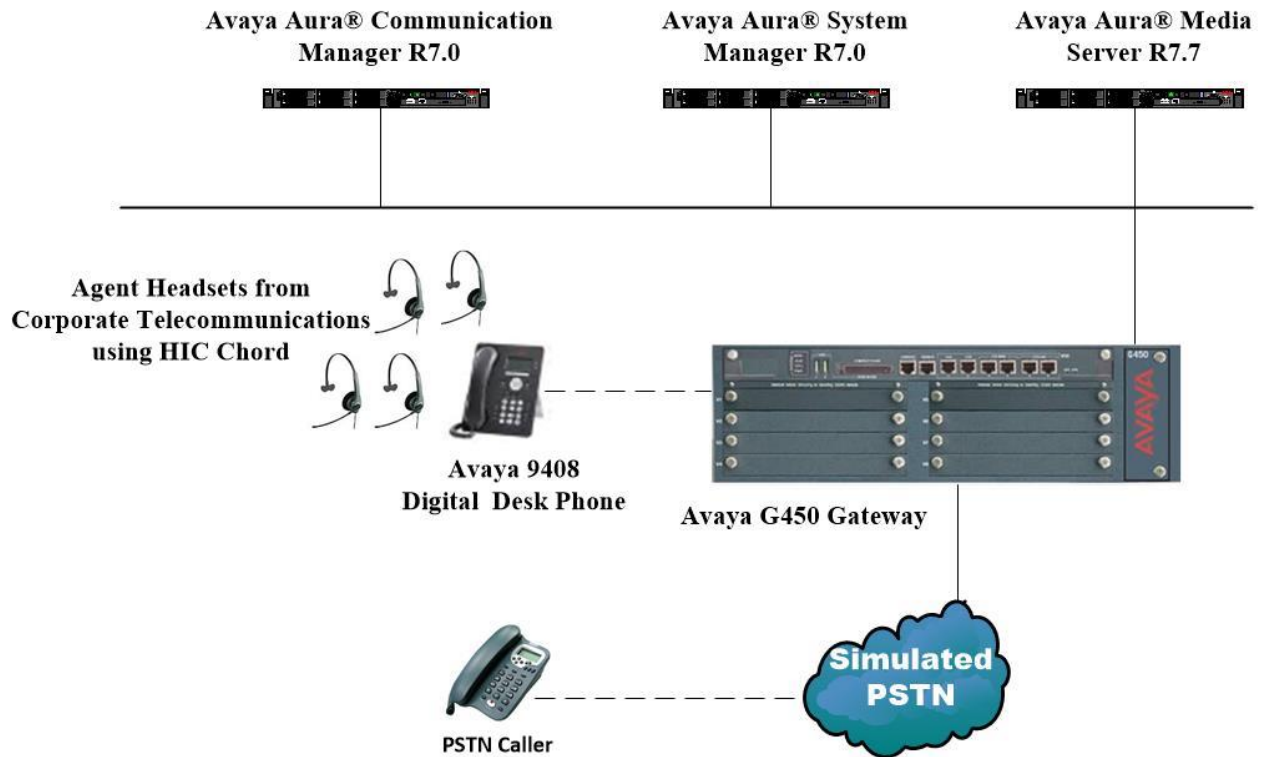 Avaya Aura® Communication
Manager R7.0
Avaya Aura® System
Manager R7.0
Avaya Aura® Media
Server R7.7
Agent Headsets from
Corporate Telecommunications
using HIC Chord
G450
AVAYA
Avaya 9408
Digital Desk Phone
Avaya G450 Gateway
Simulated
PSTN
PSTN Caller